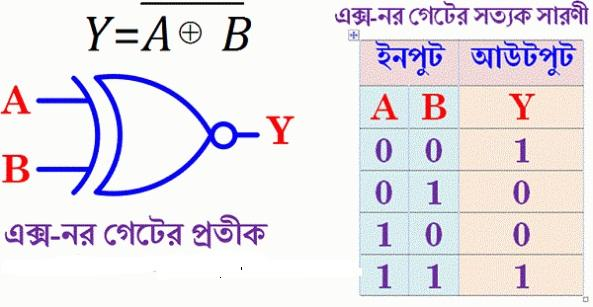 Y=\overline{A ⊕ B}
A
B
Y
এক্স-নর গেটের প্রতীক
এক্স-নর গেটের সত্যক সারণী
ইনপুট আউটপুট
A B Y
0 0 1
0 1 0
1 0 0
1 1 1